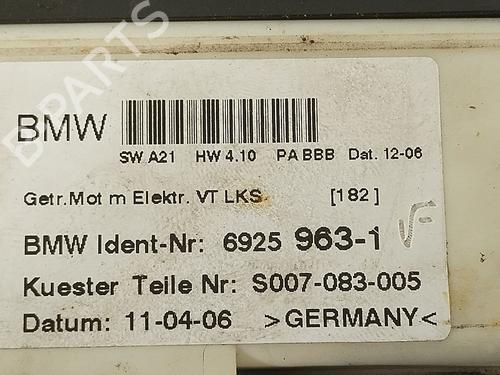 BMW
SW A21 HW 4.10 PA BBB Dat. 12-06
Getr.Mot m Elektr. VT LKS [182]
BMW Ident-Nr: 6925 963-1
Kuester Teile Nr: S007-083-005
Datum: 11-04-06 >GERMANY<
B-PARTS